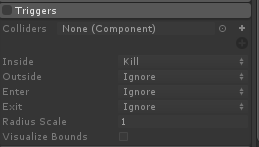 Triggers
Colliders None (Component)
Inside Kill
Outside Ignore
Enter Ignore
Exit Ignore
Radius Scale 1
Visualize Bounds